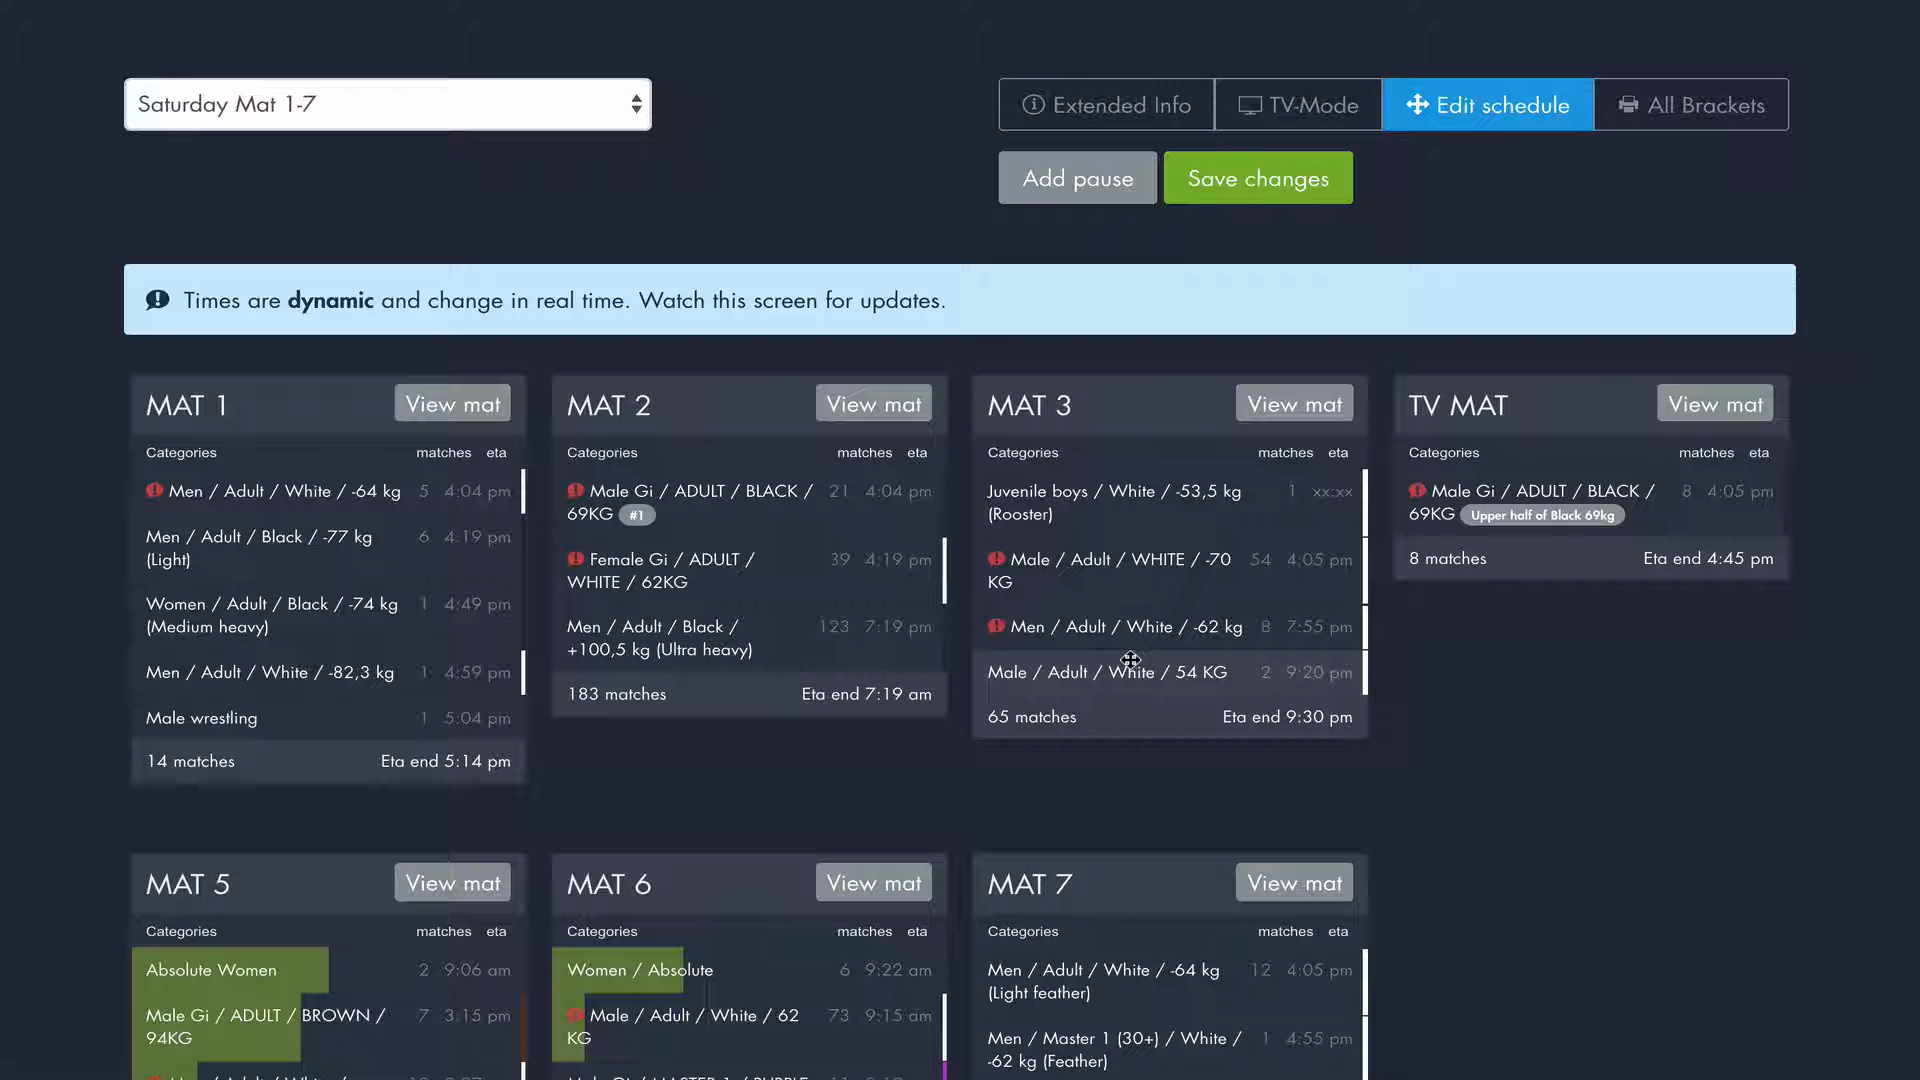 Saturday Mat 1-7
Extended Info
TV-Mode
Edit schedule
All Brackets
Add pause
Save changes
Times are dynamic and change in real time. Watch this screen for updates.
MAT 1
View mat
Categories matches eta
Men / Adult / White / -64 kg 5 4:04 pm
Men / Adult / Black / -77 kg 6 4:19 pm
(Light)
Women / Adult / Black / -74 kg 1 4:49 pm
(Medium heavy)
Men / Adult / White / -82,3 kg 1 4:59 pm
Male wrestling 1 5:04 pm
14 matches Eta end 5:14 pm
MAT 2
View mat
Categories matches eta
Male Gi / ADULT / BLACK / 21 4:04 pm
69KG #1
Female Gi / ADULT / 39 4:19 pm
WHITE / 62KG
Men / Adult / Black / 123 7:19 pm
+100,5 kg (Ultra heavy)
183 matches Eta end 7:19 am
MAT 3
View mat
Categories matches eta
Juvenile boys / White / -53,5 kg 1 xx:xx
(Rooster)
Male / Adult / WHITE / -70 54 4:05 pm
KG
Men / Adult / White / -62 kg 8 7:55 pm
Male / Adult / White / 54 KG 2 9:20 pm
65 matches Eta end 9:30 pm
TV MAT
View mat
Categories matches eta
Male Gi / ADULT / BLACK / 8 4:05 pm
69KG Upper half of Black 69kg
8 matches Eta end 4:45 pm
MAT 5
View mat
Categories matches eta
Absolute Women 2 9:06 am
Male Gi / ADULT / BROWN / 7 3:15 pm
94KG
MAT 6
View mat
Categories matches eta
Women / Absolute 6 9:22 am
Male / Adult / White / 62 73 9:15 am
KG
MAT 7
View mat
Categories matches eta
Men / Adult / White / -64 kg 12 4:05 pm
(Light feather)
Men / Master 1 (30+) / White / 1 4:55 pm
-62 kg (Feather)